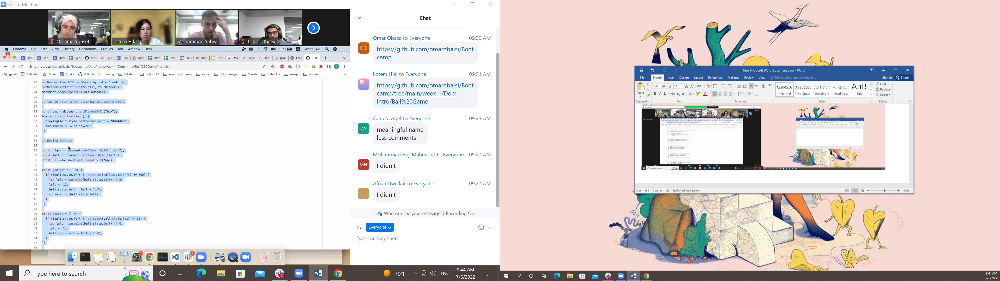 Zoom Meeting
Omama Yousef
Lotem Hiki
Mohammad Yahya
Omar Obaisi
Chrome File Edit View History Bookmarks Profiles Tab Window Help
100%
A
Wed 9:42
Recording
github.com/omarobaisi/Bootcamp/blob/main/week-1/Dom-Intro/Ball%20Game/main.js
gmail Calendar Drive Codio GitHub monday fullstack cohort 23 mac for students מיונים Job manager Rawabi CyberArk לקוחות content »
22 subHeader.innerHTML = "Games by: ~The Creator~";
23 subHeader.setAttribute("class", "subHeader");
24 document.body.appendChild(subHeader);
25
26 // Change color after clicking on playing field
27
28 const box = document.getElementById("box");
29 box.onclick = function () {
30 playingField.style.backgroundColor = "#8e44ad";
31 box.innerHTML = "clicked";
32 };
33
34 // Moving Buttons
35
36 const right = document.getElementById("right");
37 const left = document.getElementById("left");
38 const up = document.getElementById("up");
39
40 const goRight = () => {
41 if (!ball.style.left || parseInt(ball.style.left) <= 390) {
42 let left = parseInt(ball.style.left) || 0;
43 left += 15;
44 ball.style.left = left + "px";
45 console.log(ball.style.left);
46 }
47 };
48
49 const goLeft = () => {
50 if (!ball.style.left || parseInt(ball.style.top) >= 15) {
51 let left = parseInt(ball.style.left) || 0;
52 left -= 15;
53 ball.style.left = left + "px";
54 }
55 };
56
Chat
Omar Obaisi to Everyone 09:20 AM
OO
https://github.com/omarobaisi/Boot
camp
Lotem Hiki to Everyone 09:21 AM
https://github.com/omarobaisi/Boot
camp/tree/main/week-1/Dom-
Intro/Ball%20Game
Zahra'a Aqel to Everyone 09:23 AM
ZA
meaningful name
less comments
Mohammad Haj-Mahmoud to Everyone 09:27 AM
MH
I didn't
Afnan Dweikat to Everyone 09:27 AM
I didn't
Who can see your messages? Recording On
To: Everyone
Type message here...
Type here to search
70°F
ENG
9:44 AM
7/6/2022
New Microsoft Word Document.docx - Word
File Home Insert Design Layout References Mailings Review View Tell me what you want to do...
Sign in Share
Paste
Calibri (Body) 11
AaBbCcDc AaBbCcDc AaBbCc AaBbCcC AaB
¶ Normal ¶ No Spac... Heading 1 Heading 2 Title
Find
Replace
Select
Clipboard Font Paragraph Styles Editing
Page 1 of 1 0 words English (United States)
150%
9:44 AM
7/6/2022